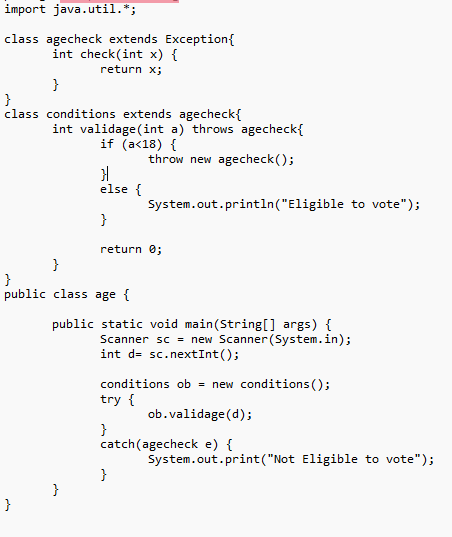 import java.util.*;
class agecheck extends Exception{
int check(int x) {
return x;
}
}
class conditions extends agecheck{
int validage(int a) throws agecheck{
if (a<18) {
throw new agecheck();
}
else {
System.out.println("Eligible to vote");
}
return 0;
}
}
public class age {
public static void main(String[] args) {
Scanner sc = new Scanner(System.in);
int d= sc.nextInt();
conditions ob = new conditions();
try {
ob.validage(d);
}
catch(agecheck e) {
System.out.print("Not Eligible to vote");
}
}
}